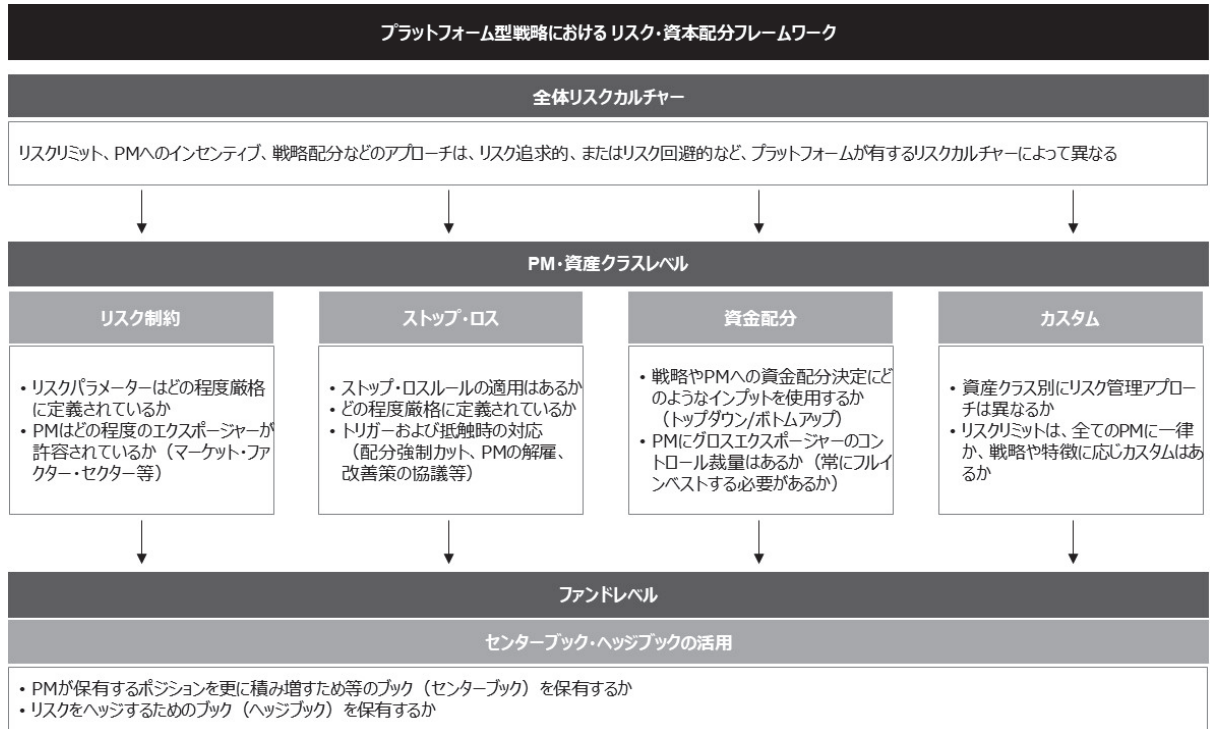 プラットフォーム型戦略におけるリスク・資本配分フレームワーク
全体リスクカルチャー
リスクリミット、PMへのインセンティブ、戦略配分などのアプローチは、リスク追求的、またはリスク回避的など、プラットフォームが有するリスクカルチャーによって異なる
PM・資産クラスレベル
リスク制約
• リスクパラメーターはどの程度厳格
に定義されているか
• PMはどの程度のエクスポージャーが
許容されているか（マーケット・ファ
クター・セクター等）
ストップ・ロス
• ストップ・ロスルールの適用はあるか
• どの程度厳格に定義されているか
• トリガーおよび抵触時の対応
（配分強制カット、PMの解雇、
改善策の協議等）
資金配分
• 戦略やPMへの資金配分決定にど
のようなインプットを使用するか
（トップダウン/ボトムアップ）
• PMにグロスエクスポージャーのコン
トロール裁量はあるか（常にフルイ
ンベストする必要があるか）
カスタム
• 資産クラス別にリスク管理アプロー
チは異なるか
• リスクリミットは、全てのPMに一律
か、戦略や特徴に応じカスタムはあ
るか
ファンドレベル
センターブック・ヘッジブックの活用
• PMが保有するポジションを更に積み増すため等のブック（センターブック）を保有するか
• リスクをヘッジするためのブック（ヘッジブック）を保有するか